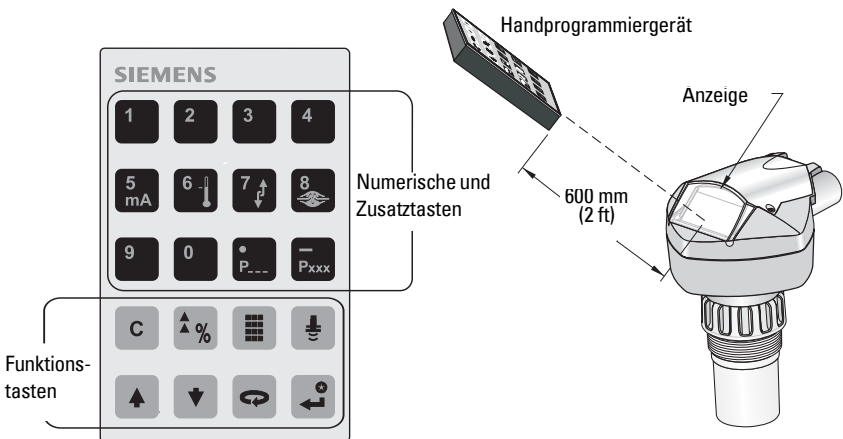 Handprogrammiergerät
SIEMENS
Anzeige
1 2 3 4
5 mA 6 7 8
Numerische und
Zusatztasten
600 mm
(2 ft)
9 0 P_ _ _ Pxxx
C %
Funktions-
tasten